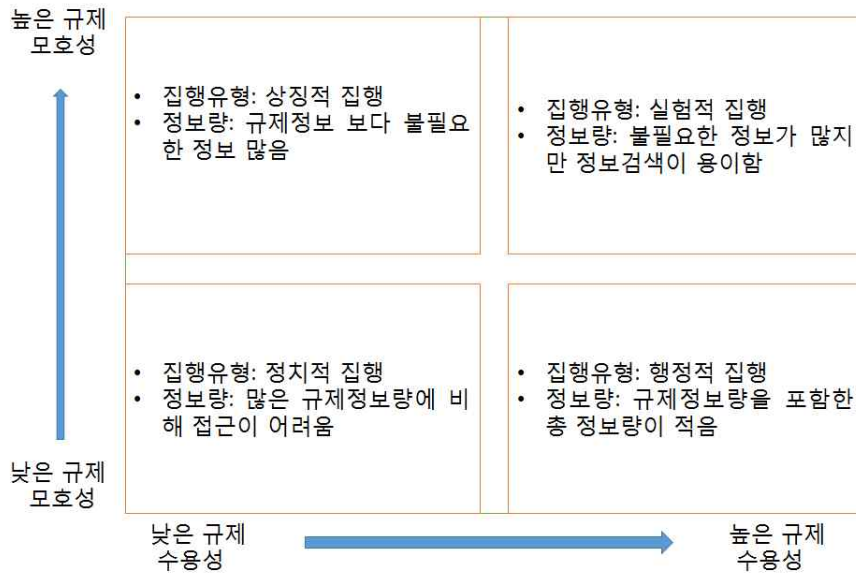 높은 규제
모호성
• 집행유형: 상징적 집행
• 정보량: 규제정보 보다 불필요
한 정보 많음
• 집행유형: 실험적 집행
• 정보량: 불필요한 정보가 많지
만 정보검색이 용이함
• 집행유형: 정치적 집행
• 정보량: 많은 규제정보량에 비
해 접근이 어려움
• 집행유형: 행정적 집행
• 정보량: 규제정보량을 포함한
총 정보량이 적음
낮은 규제
모호성
낮은 규제
수용성
높은 규제
수용성